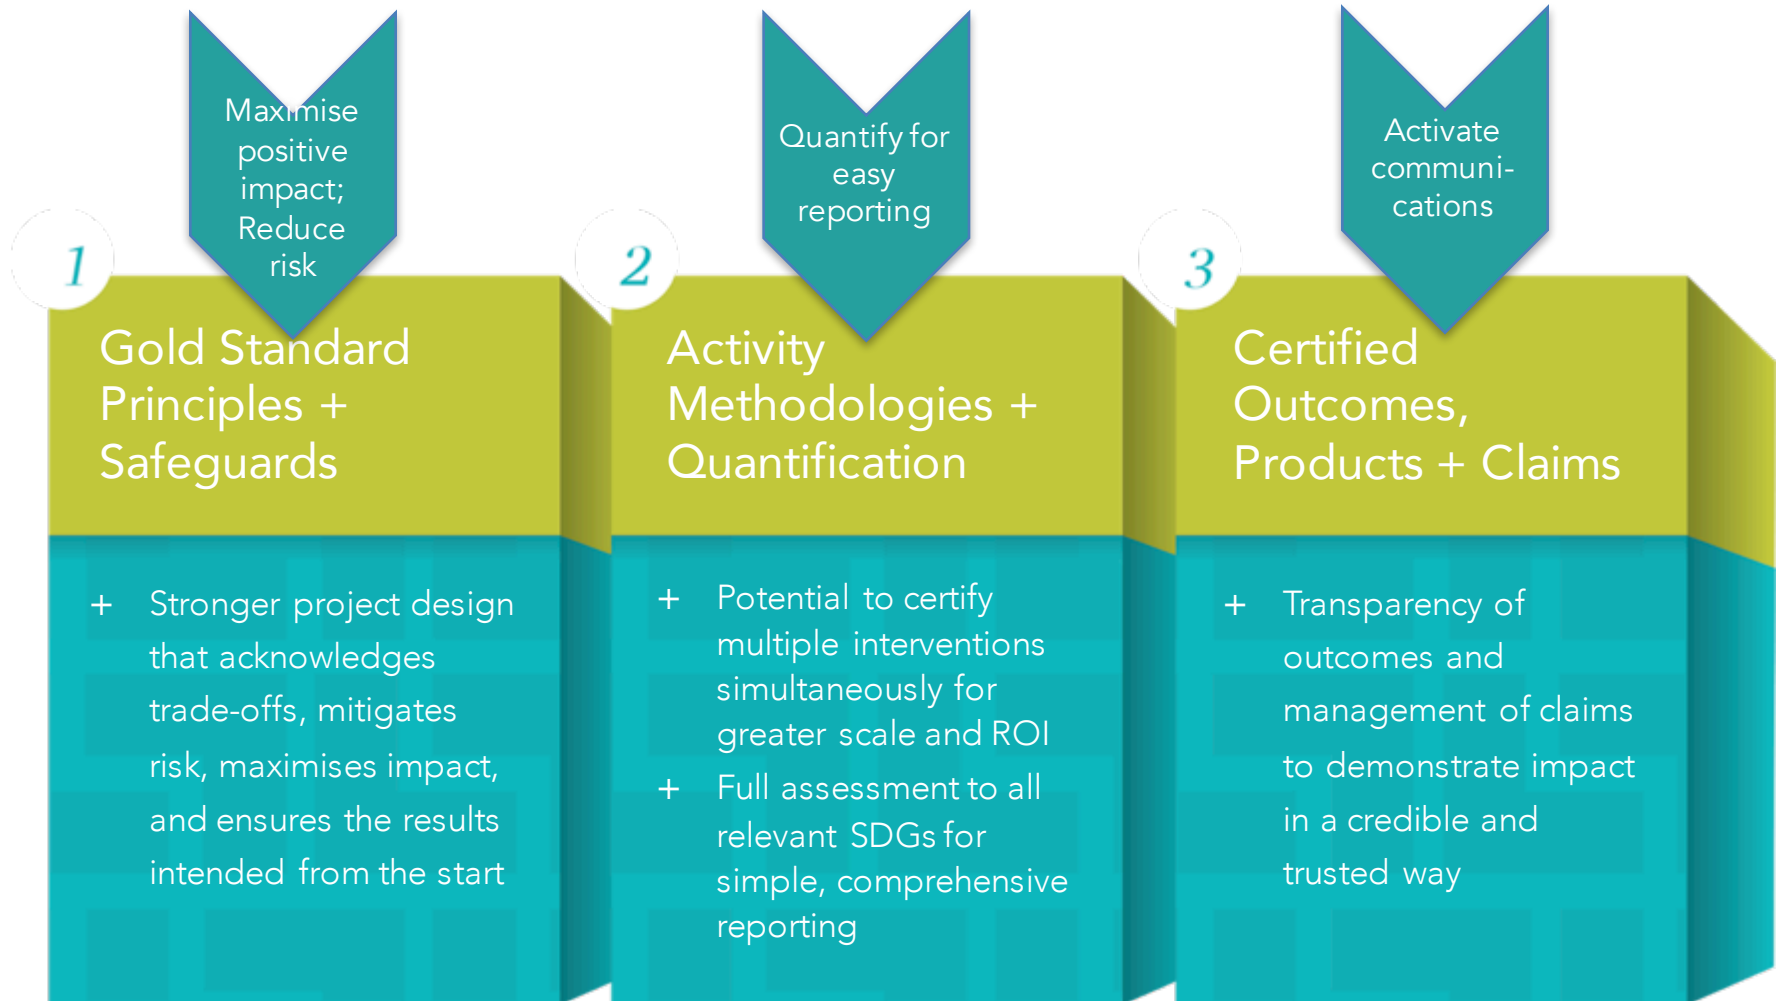 Maximise
positive
impact;
Reduce
risk
1
Gold Standard
Principles +
Safeguards
+ Stronger project design
that acknowledges
trade-offs, mitigates
risk, maximises impact,
and ensures the results
intended from the start
Quantify for
easy
reporting
2
Activity
Methodologies +
Quantification
+ Potential to certify
multiple interventions
simultaneously for
greater scale and ROI
+ Full assessment to all
relevant SDGs for
simple, comprehensive
reporting
Activate
communi-
cations
3
Certified
Outcomes,
Products + Claims
+ Transparency of
outcomes and
management of claims
to demonstrate impact
in a credible and
trusted way